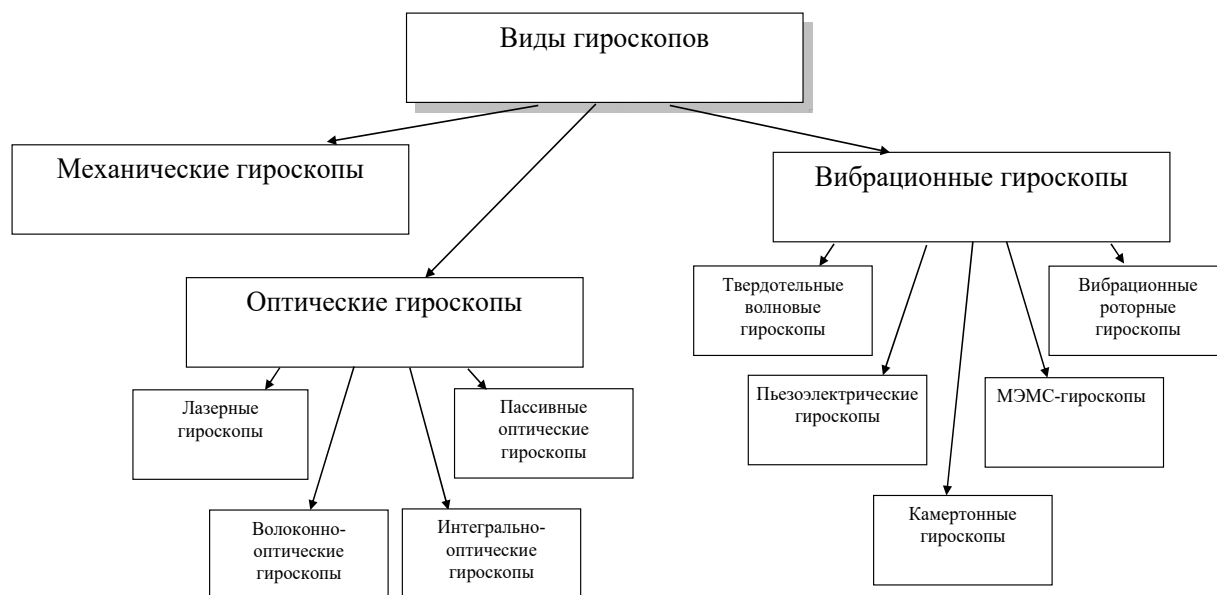 Виды гироскопов
Механические гироскопы
Вибрационные гироскопы
Оптические гироскопы
Твердотельные
волновые
гироскопы
Вибрационные
роторные
гироскопы
Пьезоэлектрические
гироскопы
МЭМС-гироскопы
Лазерные
гироскопы
Пассивные
оптические
гироскопы
Камертонные
гироскопы
Волоконно-
оптические
гироскопы
Интегрально-
оптические
гироскопы